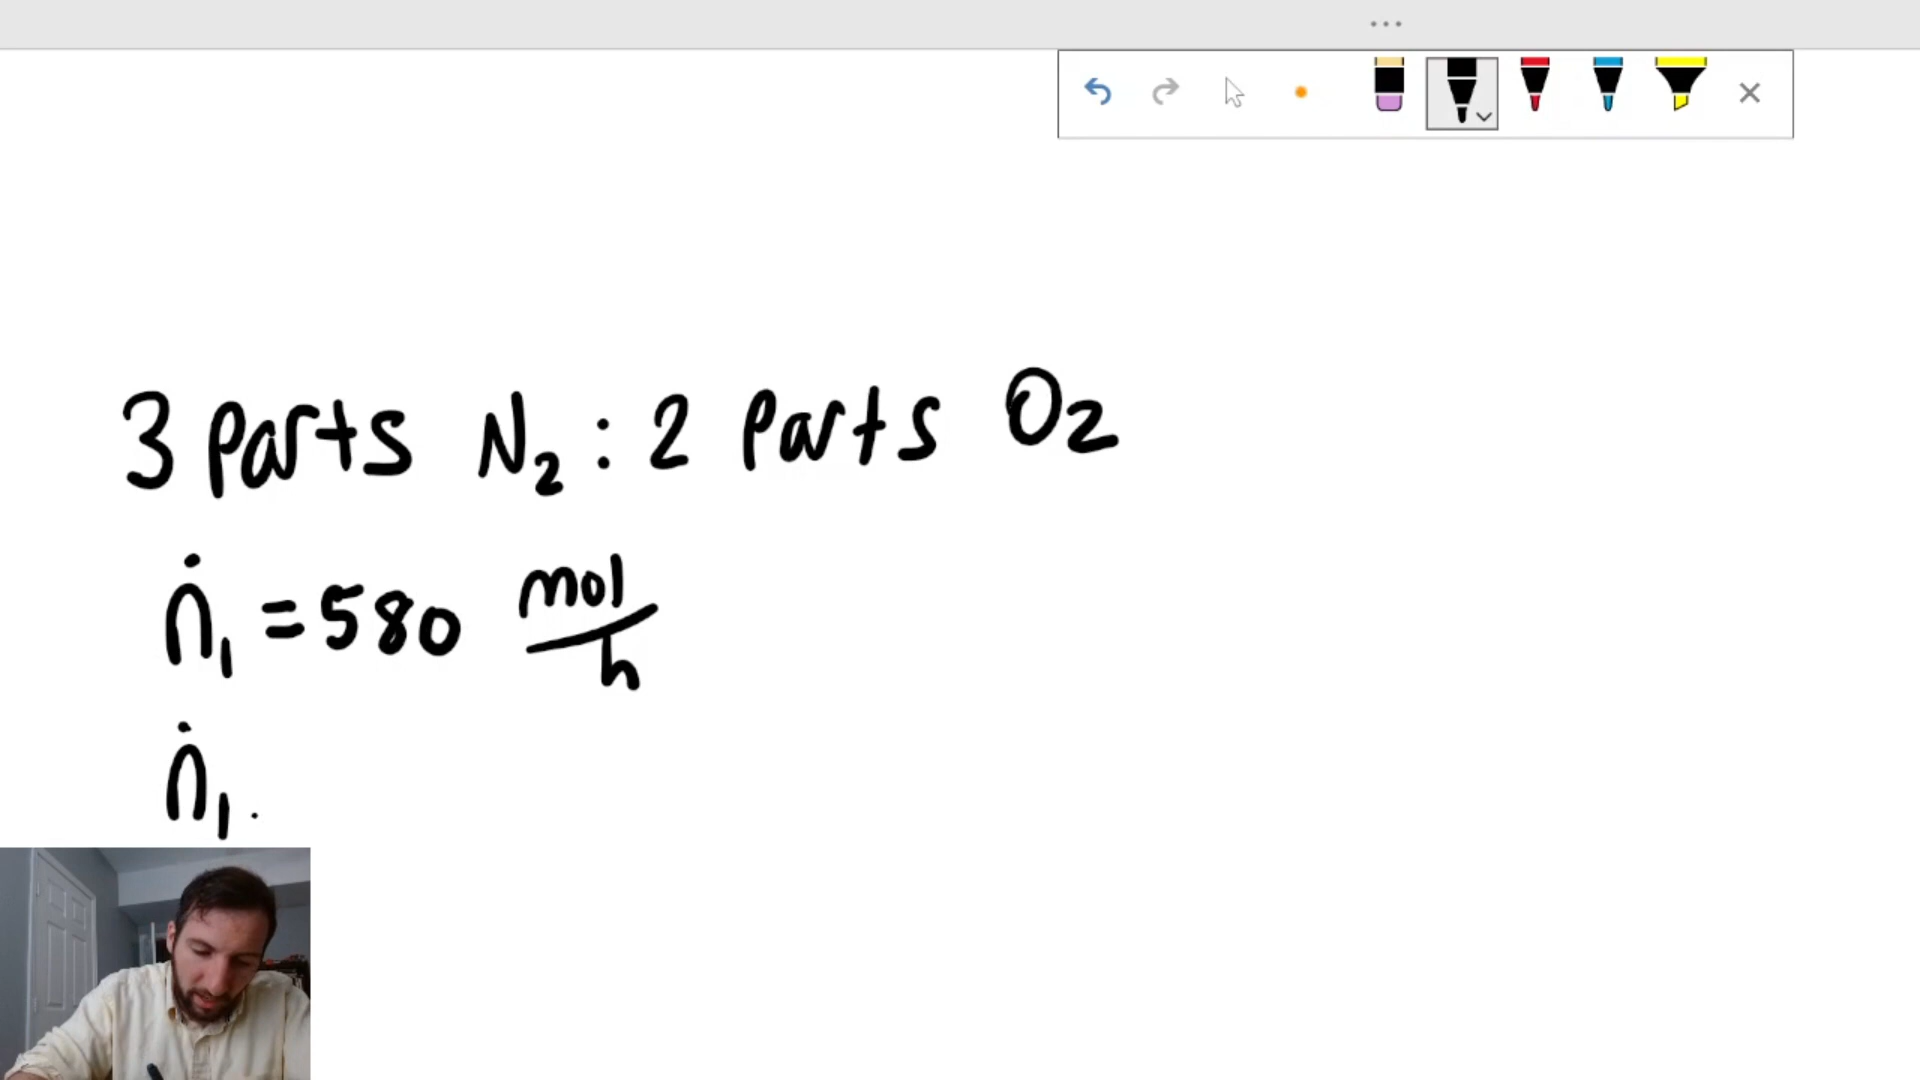 3 parts N₂ : 2 parts O₂
ṅ₁ = 580 mol/h
ṅ₁.